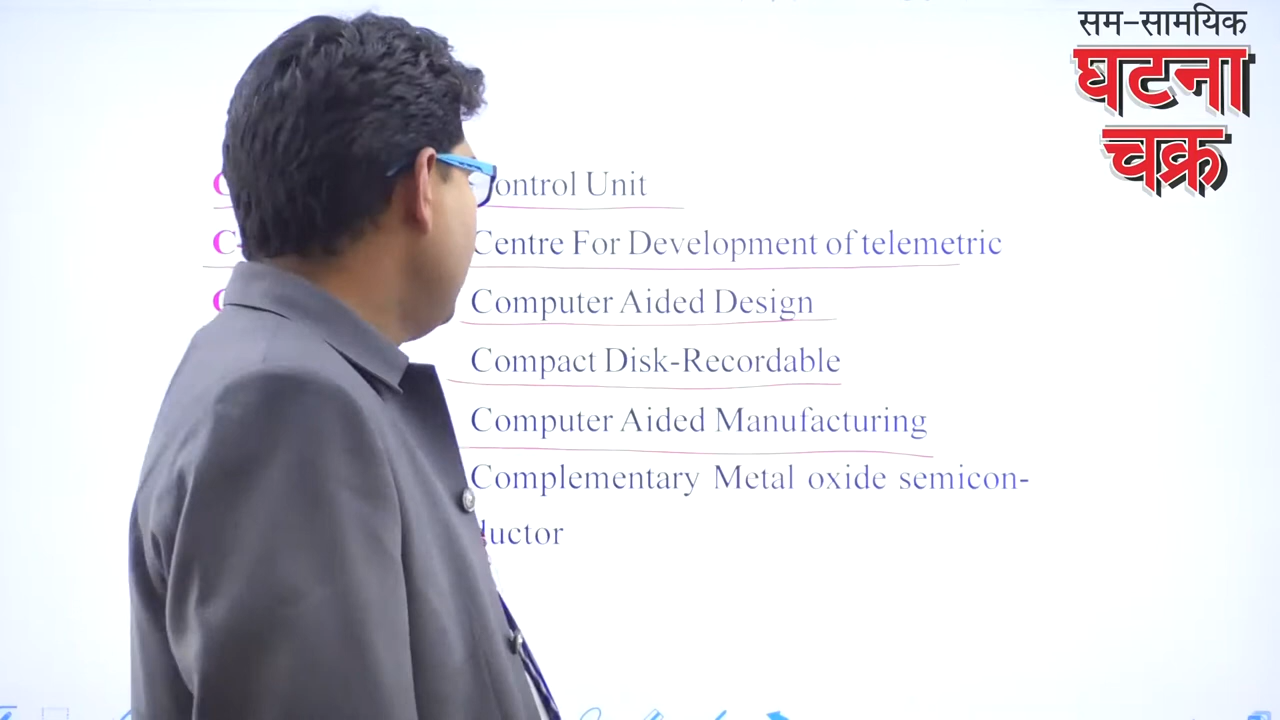 सम-सामयिक
घटना
चक्र
ontrol Unit
C- Centre For Development of telemetric
Computer Aided Design
Compact Disk-Recordable
Computer Aided Manufacturing
Complementary Metal oxide semicon-
ductor